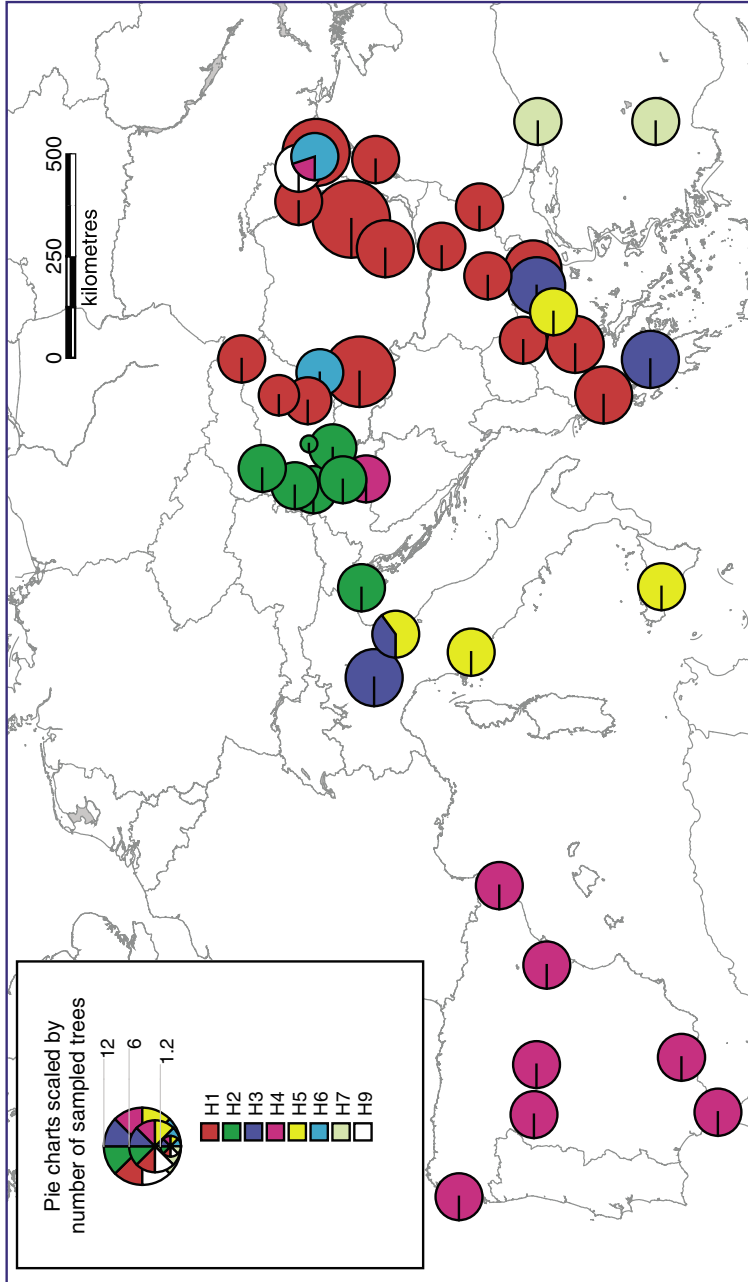 Pie charts scaled by
number of sampled trees
12
6
1.2
H1
H2
H3
H4
H5
H6
H7
H9
0 250 500
kilometres